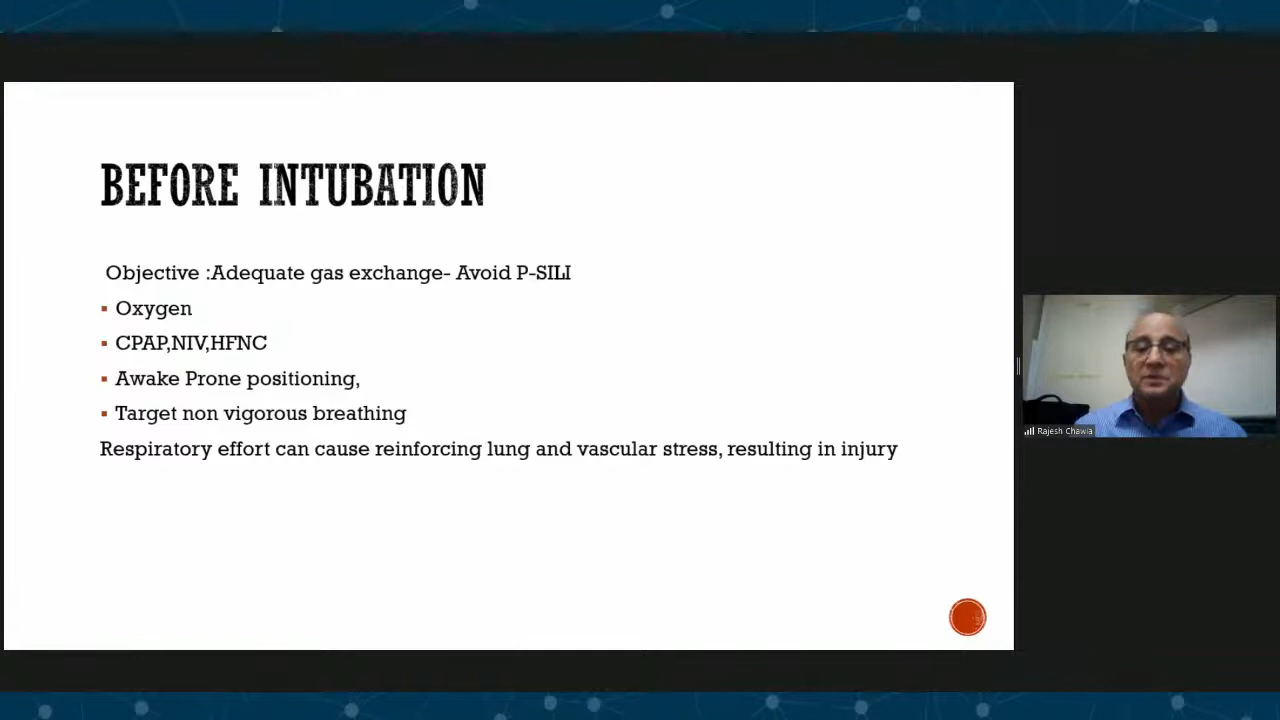 BEFORE INTUBATION
Objective :Adequate gas exchange- Avoid P-SILI
▪ Oxygen
▪ CPAP,NIV,HFNC
▪ Awake Prone positioning,
▪ Target non vigorous breathing
Respiratory effort can cause reinforcing lung and vascular stress, resulting in injury
Rajesh Chawla